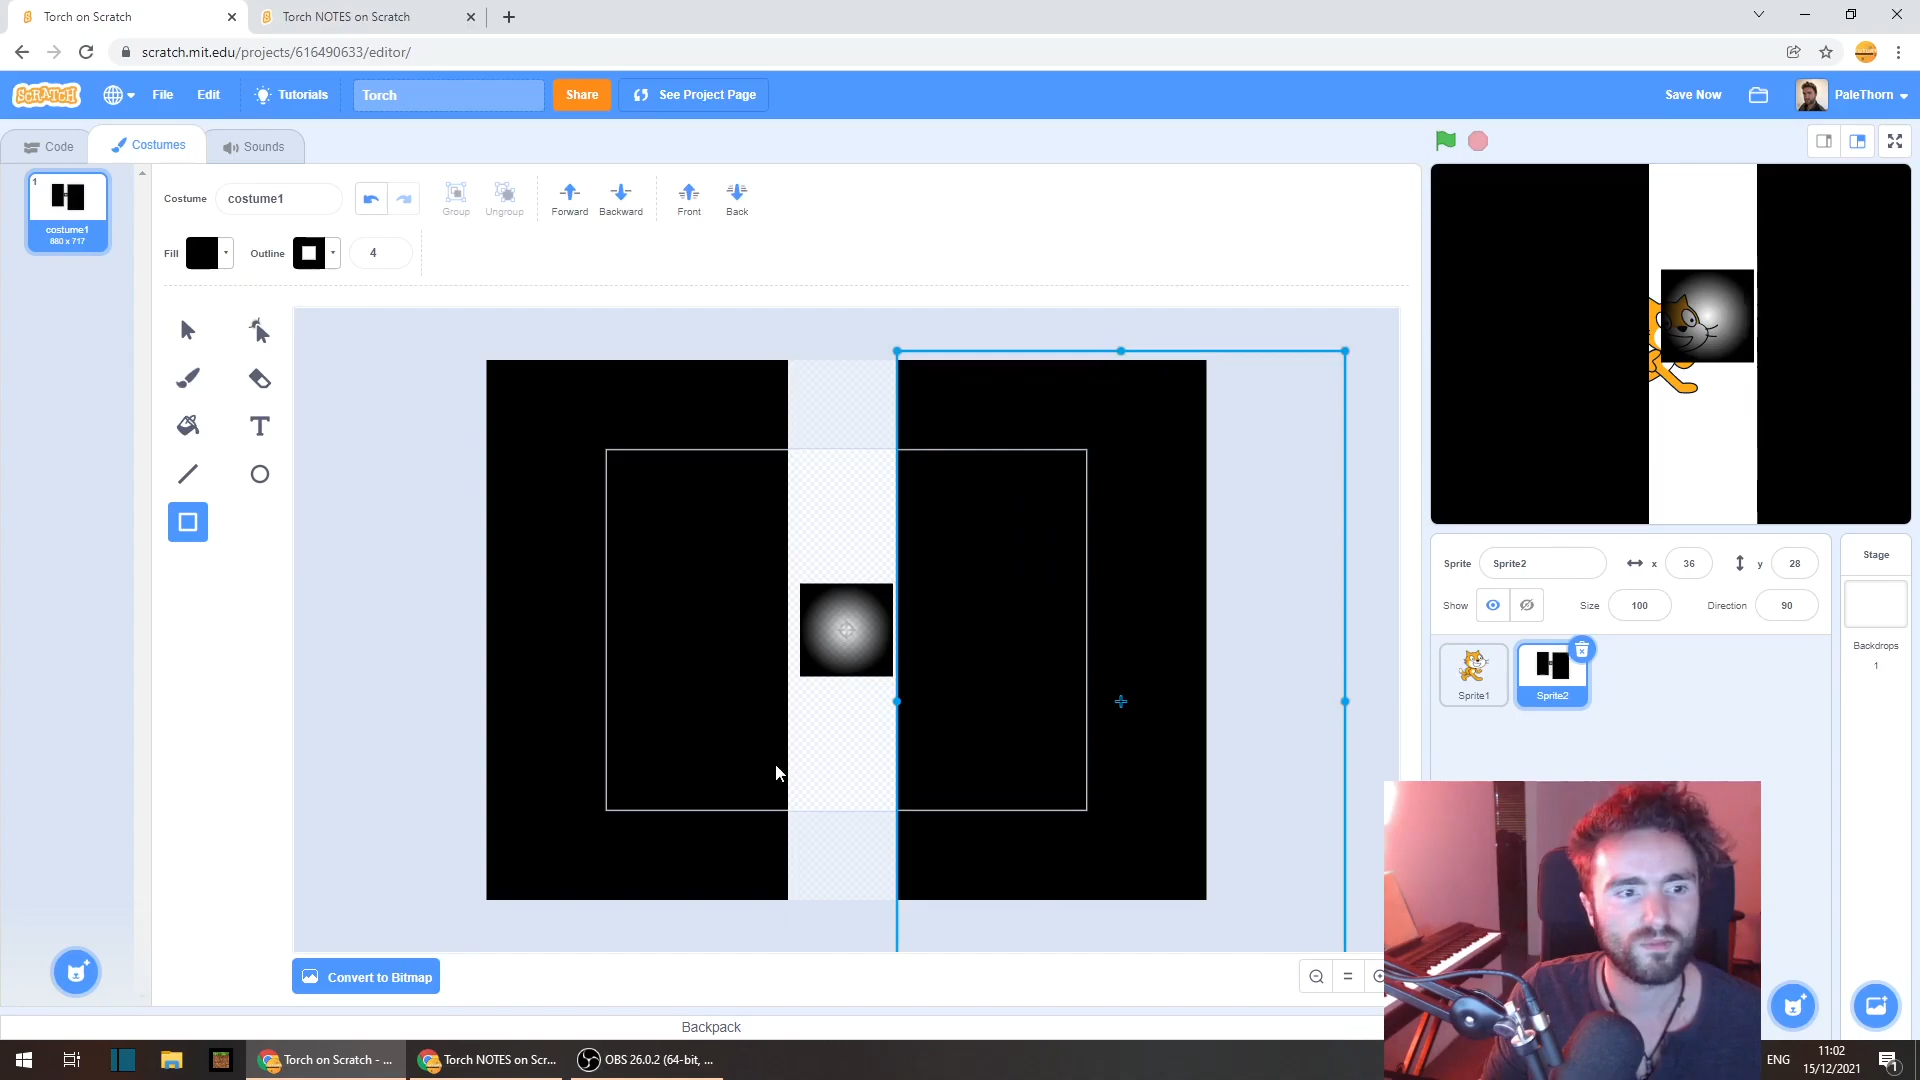 Torch on Scratch
Torch NOTES on Scratch
scratch.mit.edu/projects/616490633/editor/
SCRATCH
File
Edit
Tutorials
Torch
Share
See Project Page
Save Now
PaleThorn
Code
Costumes
Sounds
1
costume1
880 x 717
Costume
costume1
Group
Ungroup
Forward
Backward
Front
Back
Fill
Outline
4
T
Convert to Bitmap
Backpack
Sprite
Sprite2
x
36
y
28
Show
Size
100
Direction
90
Sprite1
Sprite2
Stage
Backdrops
1
Torch on Scratch - ...
Torch NOTES on Scr...
OBS 26.0.2 (64-bit, ...
ENG
11:02
15/12/2021
1